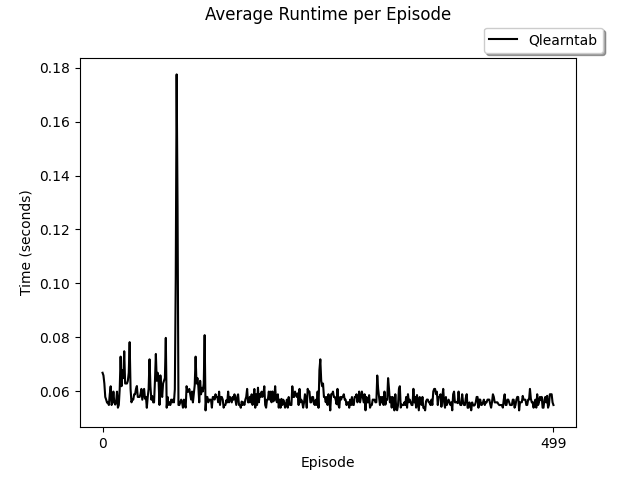 Average Runtime per Episode
Qlearntab
0.18
0.16
0.14
0.12
0.10
0.08
0.06
Time (seconds)
0
499
Episode